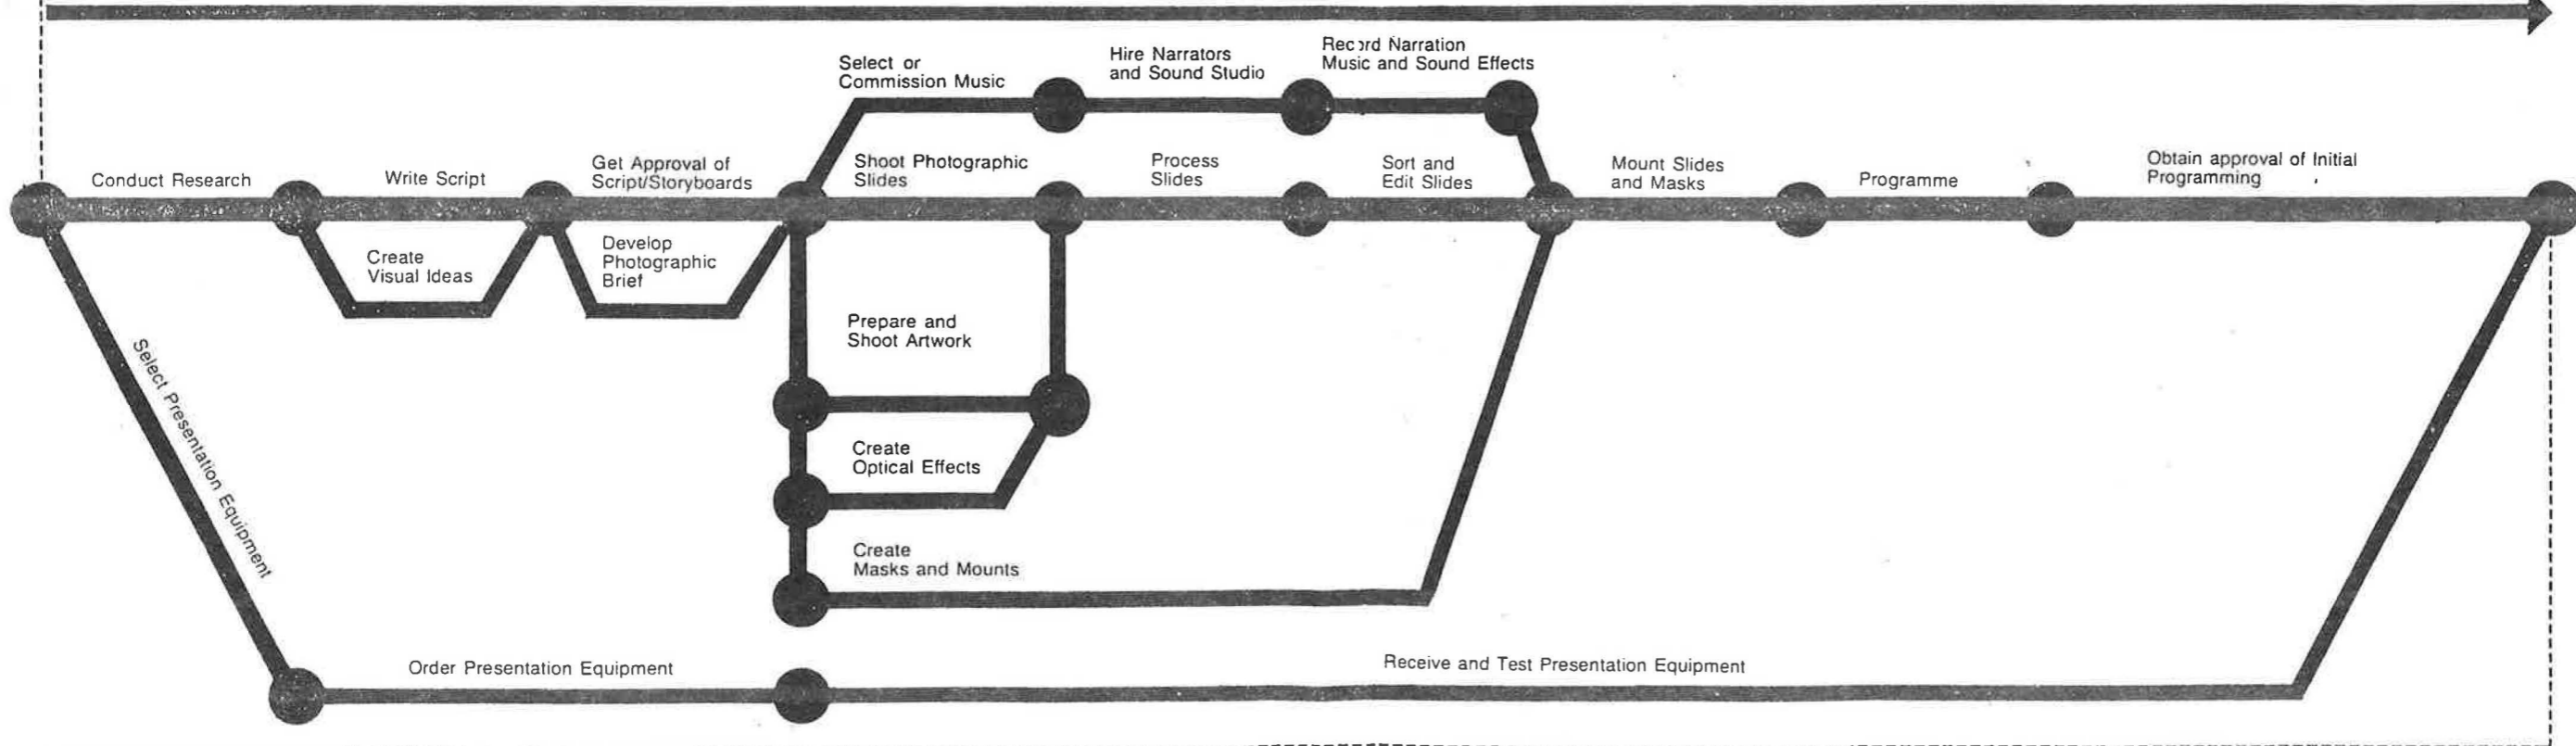 Select or
Commission Music
Hire Narrators
and Sound Studio
Record Narration
Music and Sound Effects
Conduct Research
Write Script
Get Approval of
Script/Storyboards
Shoot Photographic
Slides
Process
Slides
Sort and
Edit Slides
Mount Slides
and Masks
Programme
Obtain approval of Initial
Programming
Create
Visual Ideas
Develop
Photographic
Brief
Prepare and
Shoot Artwork
Select Presentation Equipment
Create
Optical Effects
Create
Masks and Mounts
Order Presentation Equipment
Receive and Test Presentation Equipment